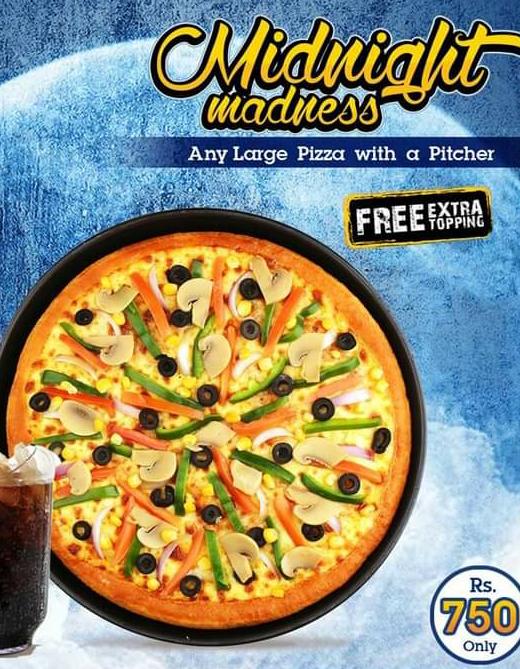 Midnight
madness
Any Large Pizza with a Pitcher
FREE EXTRA
TOPPING
Rs.
750
Only